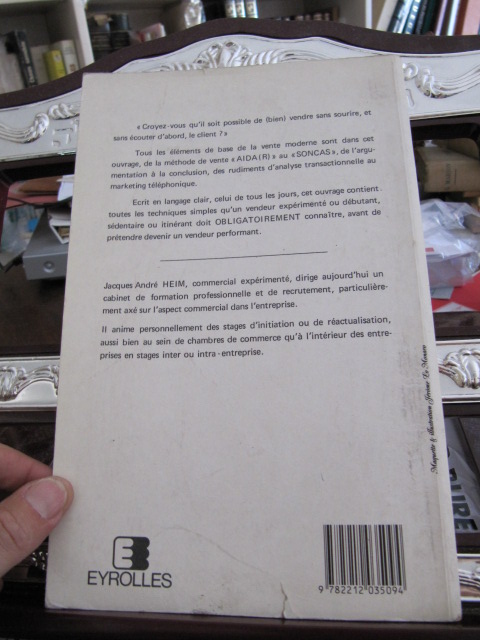 « Croyez-vous qu'il soit possible de (bien) vendre sans sourire, et
sans écouter d'abord, le client ? »
Tous les éléments de base de la vente moderne sont dans cet
ouvrage, de la méthode de vente « AIDA(R) » au « SONCAS », de l'argu-
mentation à la conclusion, des rudiments d'analyse transactionnelle au
marketing téléphonique.
Ecrit en langage clair, celui de tous les jours, cet ouvrage contient
toutes les techniques simples qu'un vendeur expérimenté ou débutant,
sédentaire ou itinérant doit OBLIGATOIREMENT connaître, avant de
prétendre devenir un vendeur performant.
Jacques André HEIM, commercial expérimenté, dirige aujourd'hui un
cabinet de formation professionnelle et de recrutement, particulière-
ment axé sur l'aspect commercial dans l'entreprise.
Il anime personnellement des stages d'initiation ou de réactualisation,
aussi bien au sein de chambres de commerce qu'à l'intérieur des entre-
prises en stages inter ou intra-entreprise.
Maquette & illustration Jérôme
EYROLLES
9 782212 035094